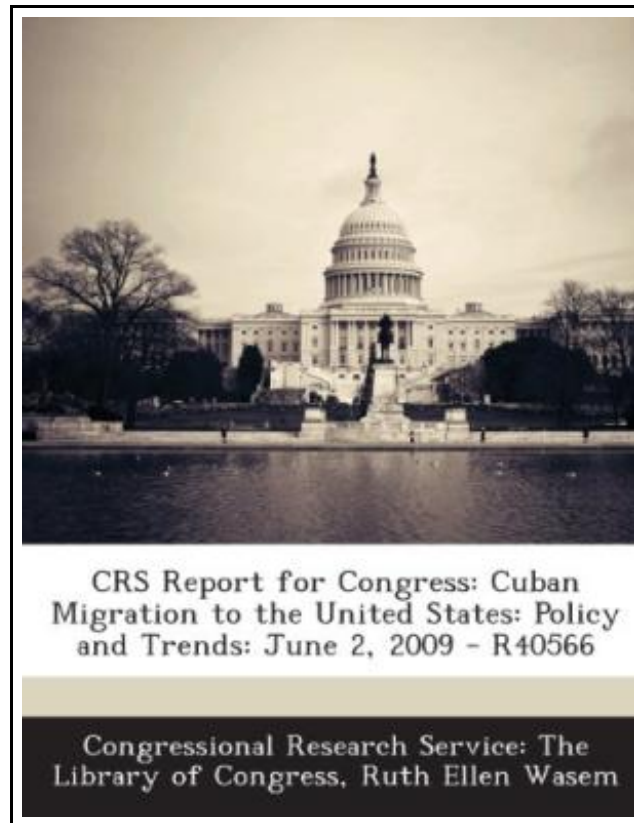 CRS Report for Congress: Cuban
Migration to the United States: Policy
and Trends: June 2, 2009 - R40566
Congressional Research Service: The
Library of Congress, Ruth Ellen Wasem